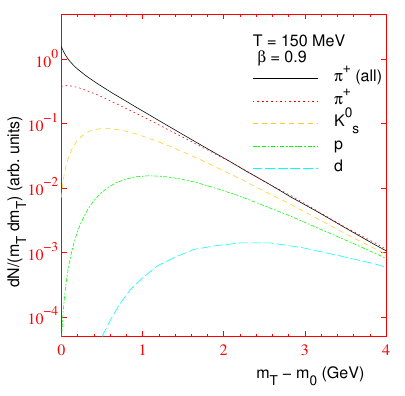 T = 150 MeV
β = 0.9
π⁺ (all)
π⁺
K⁰ₛ
p
d
10⁰
10⁻¹
10⁻²
10⁻³
10⁻⁴
dN/(m_T dm_T) (arb. units)
0 1 2 3 4
m_T − m₀ (GeV)